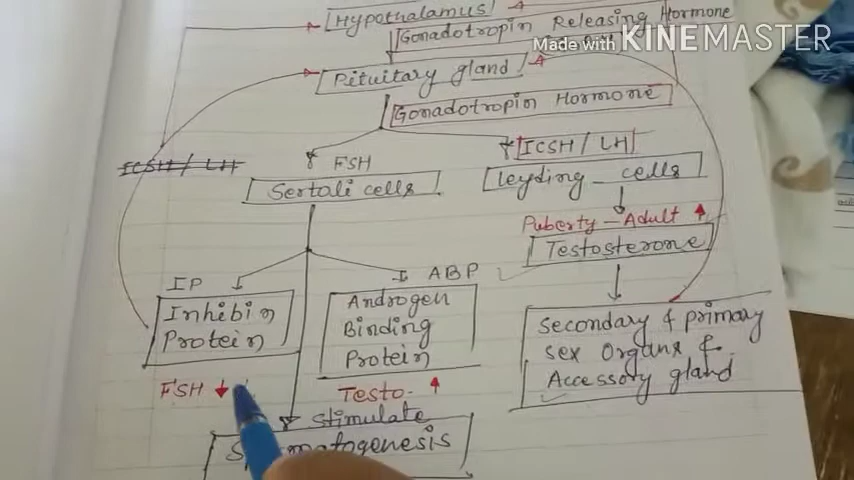 Hypothalamus
Gonadotropin Releasing Hormone
Made with KINEMASTER
Pituitary gland
Gonadotropin Hormone
ICSH / LH
FSH
ICSH / LH
Sertoli cells
Leyding cells
Puberty - Adult
Testosterone
IP
ABP
Inhibin
Protein
Androgen
Binding
Protein
Secondary & primary
sex Organs &
Accessory gland
FSH ↓
Testo. ↑
Stimulate